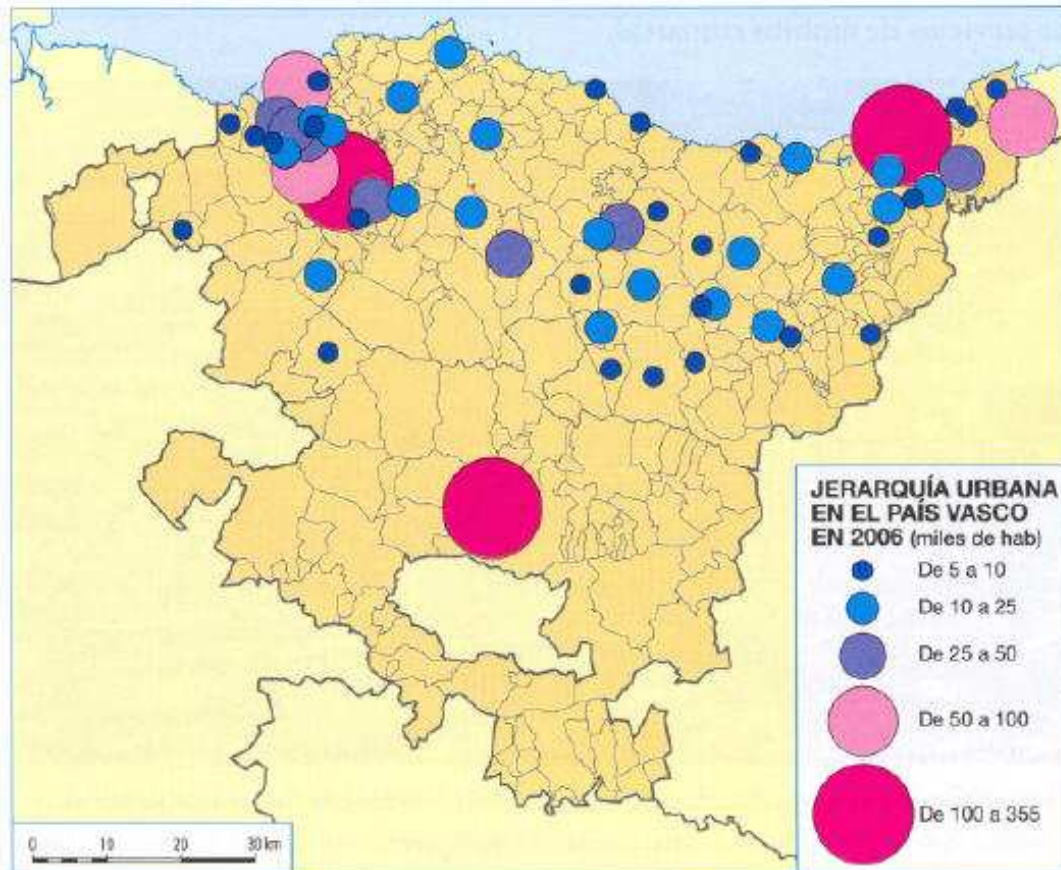 JERARQUÍA URBANA
EN EL PAÍS VASCO
EN 2006 (miles de hab)
De 5 a 10
De 10 a 25
De 25 a 50
De 50 a 100
De 100 a 355
0 10 20 30 km